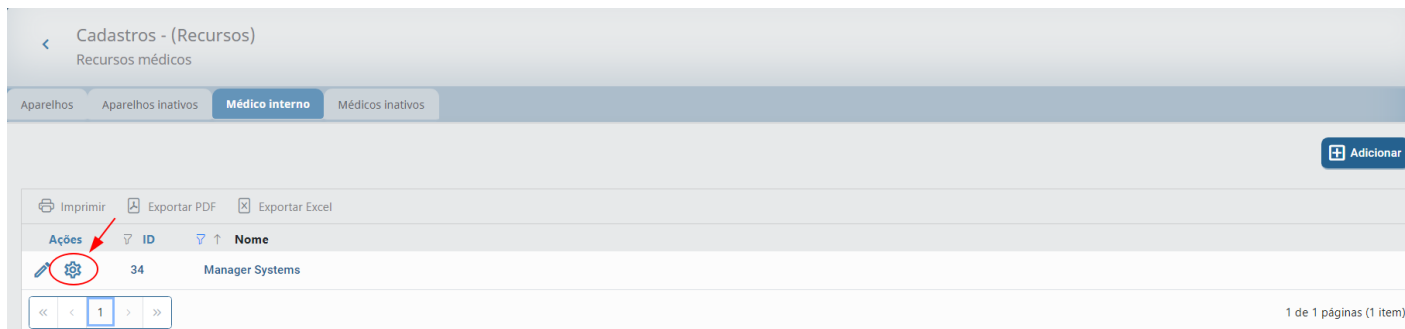 Cadastros - (Recursos)
Recursos médicos
Aparelhos Aparelhos inativos Médico interno Médicos inativos
Adicionar
Imprimir Exportar PDF Exportar Excel
Ações ID Nome
34 Manager Systems
1 1 de 1 páginas (1 item)